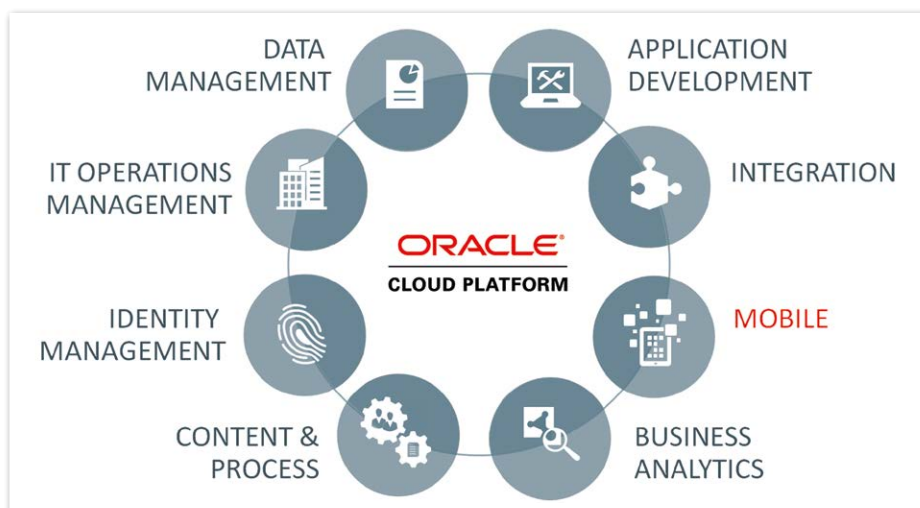 DATA
MANAGEMENT
APPLICATION
DEVELOPMENT
IT OPERATIONS
MANAGEMENT
INTEGRATION
ORACLE®
CLOUD PLATFORM
IDENTITY
MANAGEMENT
MOBILE
CONTENT &
PROCESS
BUSINESS
ANALYTICS